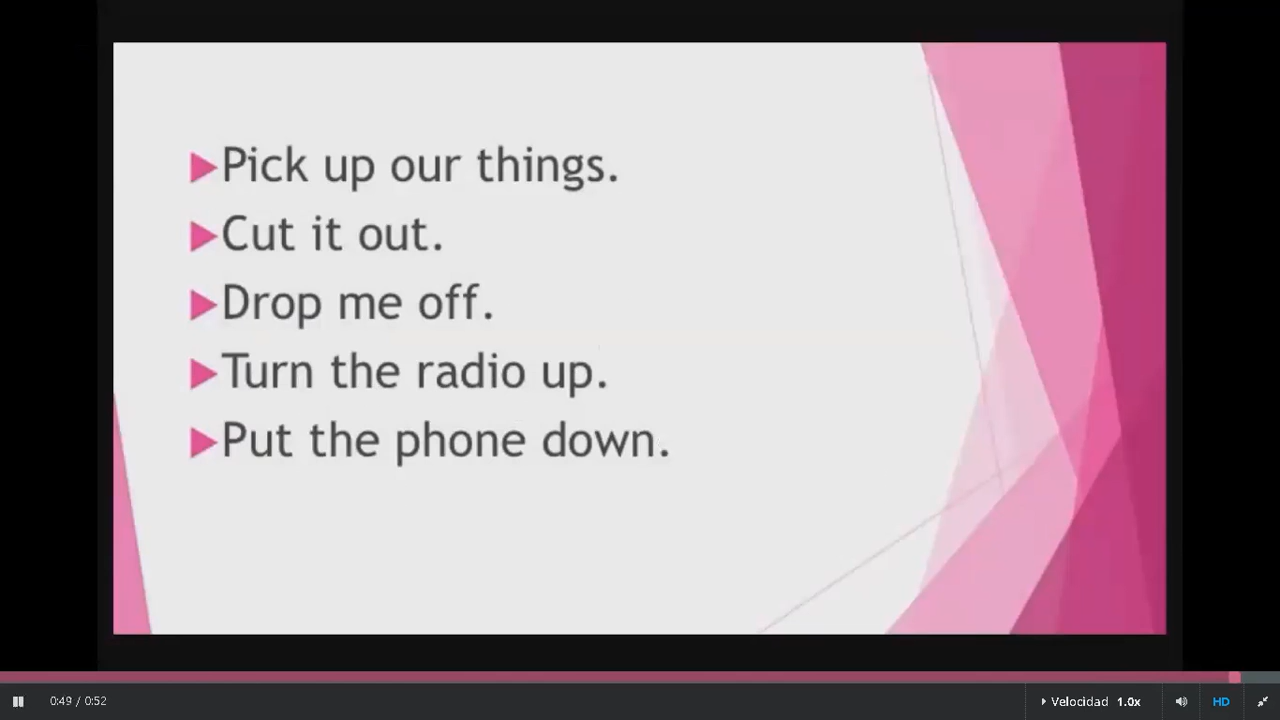 Pick up our things.
Cut it out.
Drop me off.
Turn the radio up.
Put the phone down.
0:49 / 0:52
Velocidad 1.0x
HD